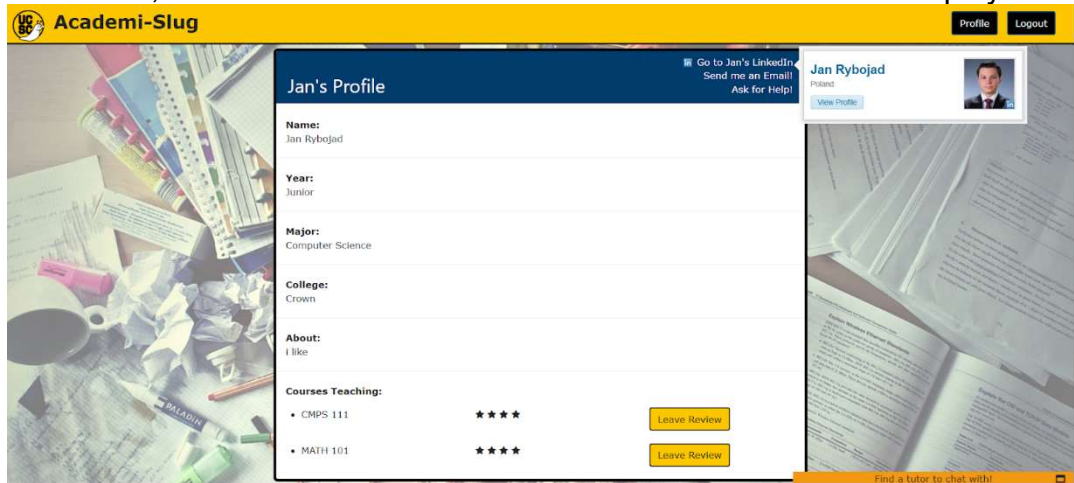 UC
SC
Academi-Slug
Profile
Logout
Jan's Profile
Go to Jan's LinkedIn
Send me an Email!
Ask for Help!
Jan Rybojad
Poland
View Profile
Name:
Jan Rybojad
Year:
Junior
Major:
Computer Science
College:
Crown
About:
I like
Courses Teaching:
• CMPS 111 ★★★★ Leave Review
• MATH 101 ★★★★ Leave Review
PALADIN
Find a tutor to chat with!